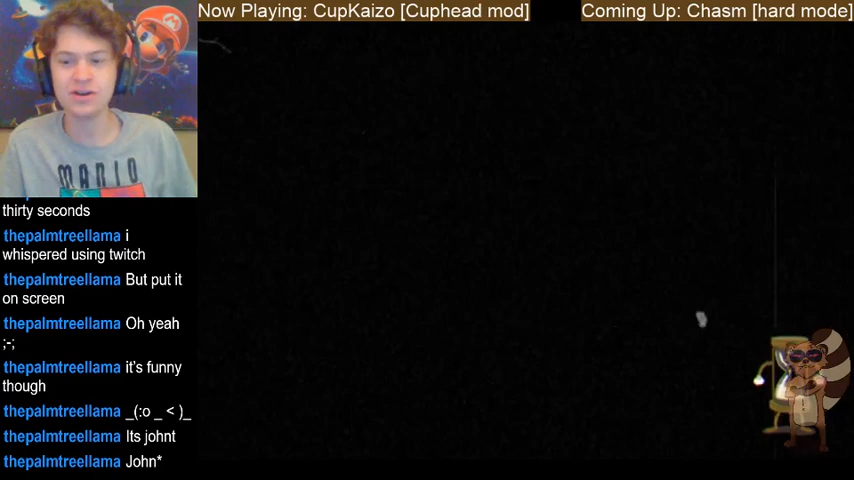 Now Playing: CupKaizo [Cuphead mod]
Coming Up: Chasm [hard mode]
MARIO
thirty seconds
thepalmtreellama i
whispered using twitch
thepalmtreellama But put it
on screen
thepalmtreellama Oh yeah
;-;
thepalmtreellama it's funny
though
thepalmtreellama _(:o _ < )_
thepalmtreellama Its johnt
thepalmtreellama John*